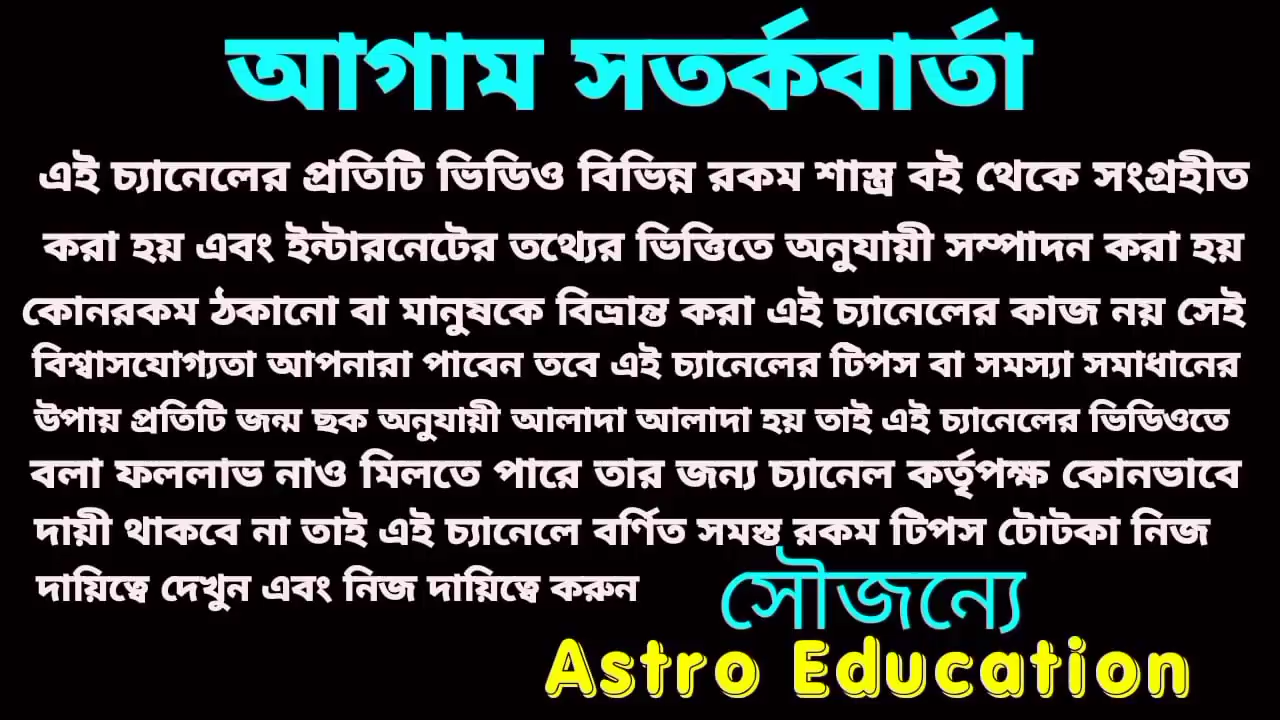 আগাম সতর্কবার্তা
এই চ্যানেলের প্রতিটি ভিডিও বিভিন্ন রকম শাস্ত্র বই থেকে সংগ্রহীত
করা হয় এবং ইন্টারনেটের তথ্যের ভিত্তিতে অনুযায়ী সম্পাদন করা হয়
কোনরকম ঠকানো বা মানুষকে বিভ্রান্ত করা এই চ্যানেলের কাজ নয় সেই
বিশ্বাসযোগ্যতা আপনারা পাবেন তবে এই চ্যানেলের টিপস বা সমস্যা সমাধানের
উপায় প্রতিটি জন্ম ছক অনুযায়ী আলাদা আলাদা হয় তাই এই চ্যানেলের ভিডিওতে
বলা ফললাভ নাও মিলতে পারে তার জন্য চ্যানেল কর্তৃপক্ষ কোনভাবে
দায়ী থাকবে না তাই এই চ্যানেলে বর্ণিত সমস্ত রকম টিপস টোটকা নিজ
দায়িত্বে দেখুন এবং নিজ দায়িত্বে করুন
সৌজন্যে
Astro Education